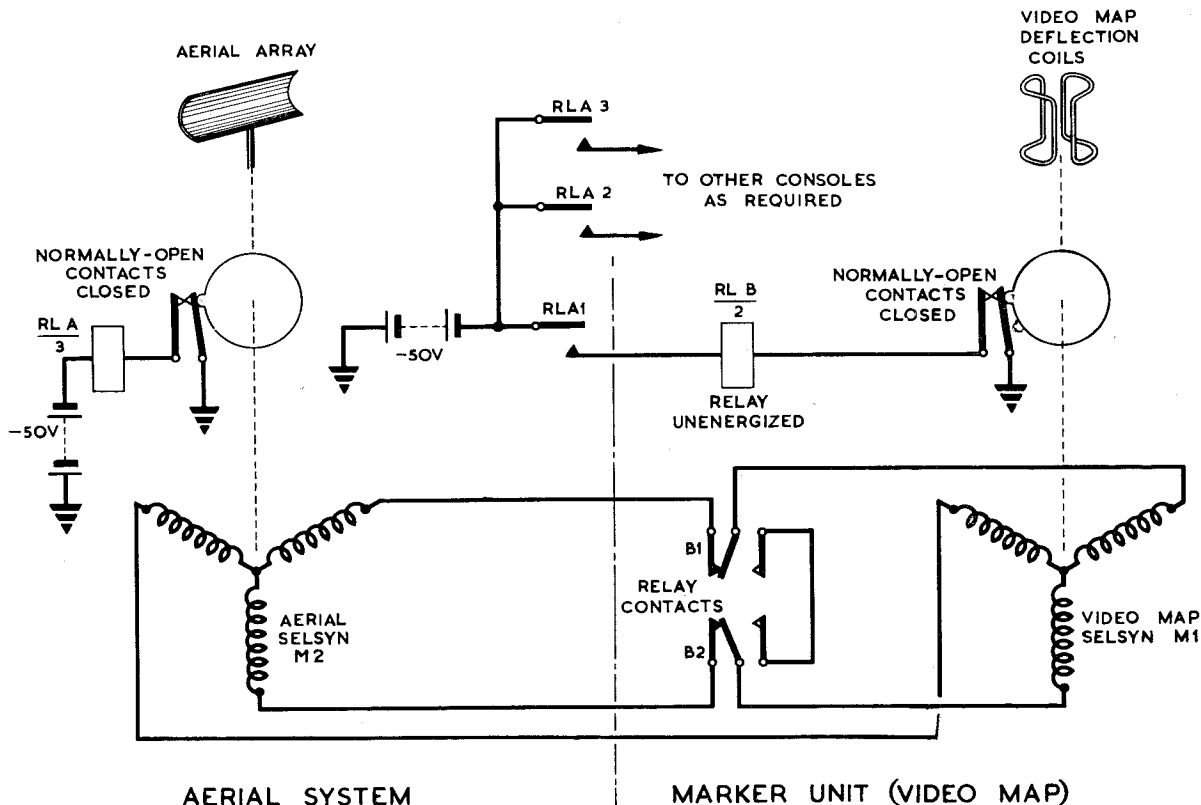 AERIAL ARRAY
VIDEO MAP
DEFLECTION
COILS
RLA 3
TO OTHER CONSOLES
AS REQUIRED
RLA 2
NORMALLY-OPEN
CONTACTS
CLOSED
RL A
3
-50V
RLA1
-50V
RL B
2
RELAY
UNENERGIZED
NORMALLY-OPEN
CONTACTS
CLOSED
B1
RELAY
CONTACTS
B2
AERIAL
SELSYN
M2
VIDEO MAP
SELSYN M1
AERIAL SYSTEM
MARKER UNIT (VIDEO MAP)